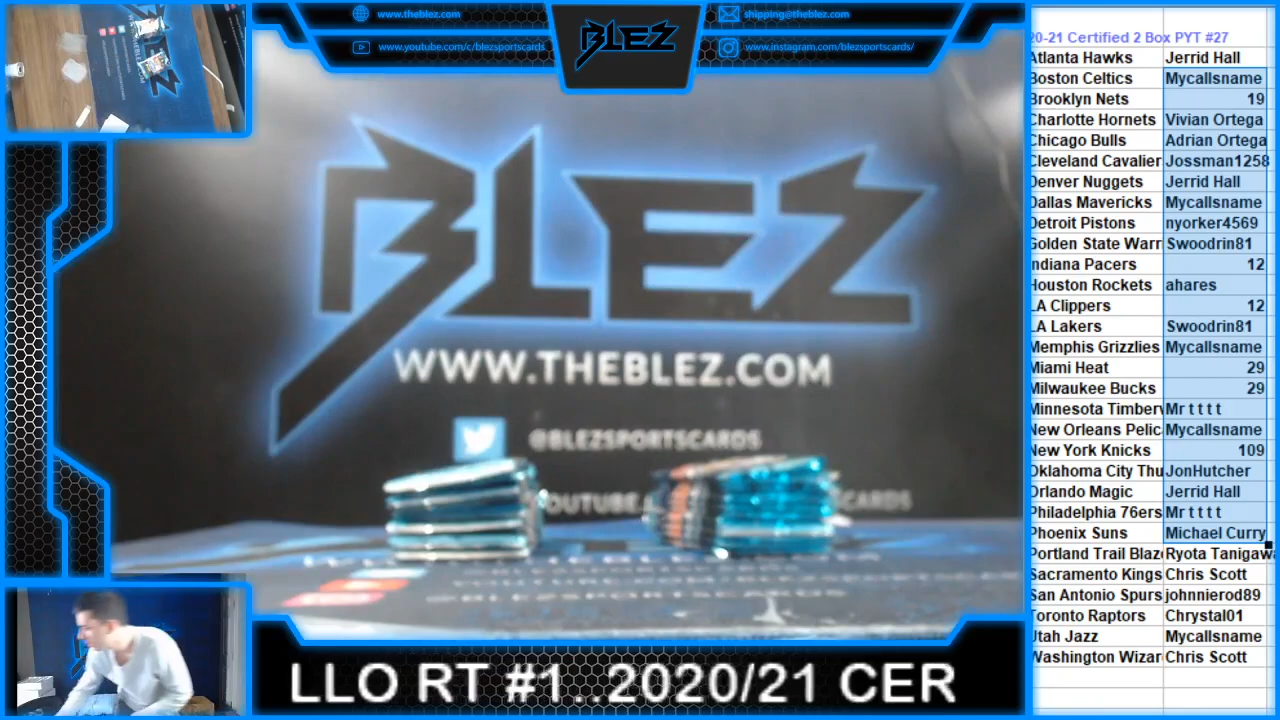 www.theblez.com
www.youtube.com/c/blezsportscards
BLEZ
shipping@theblez.com
www.instagram.com/blezsportscards/
BLEZ
WWW.THEBLEZ.COM
@BLEZSPORTSCARDS
YOUTUBE. CARDS
@BLEZSPORTSCARDS
LLO RT #1..2020/21 CER
20-21 Certified 2 Box PYT #27
Atlanta Hawks Jerrid Hall
Boston Celtics Mycallsname
Brooklyn Nets 19
Charlotte Hornets Vivian Ortega
Chicago Bulls Adrian Ortega
Cleveland Cavalier Jossman1258
Denver Nuggets Jerrid Hall
Dallas Mavericks Mycallsname
Detroit Pistons nyorker4569
Golden State Warr Swoodrin81
Indiana Pacers 12
Houston Rockets ahares
LA Clippers 12
LA Lakers Swoodrin81
Memphis Grizzlies Mycallsname
Miami Heat 29
Milwaukee Bucks 29
Minnesota Timberv Mr t t t t
New Orleans Pelic Mycallsname
New York Knicks 109
Oklahoma City Thu JonHutcher
Orlando Magic Jerrid Hall
Philadelphia 76ers Mr t t t t
Phoenix Suns Michael Curry
Portland Trail Blaze Ryota Tanigawa
Sacramento Kings Chris Scott
San Antonio Spurs johnnierod89
Toronto Raptors Chrystal01
Utah Jazz Mycallsname
Washington Wizar Chris Scott